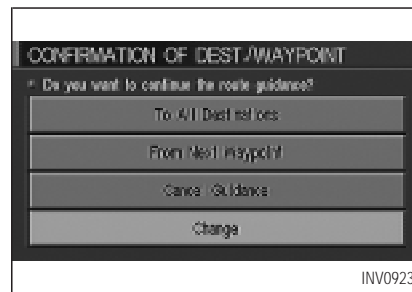 CONFIRMATION OF DEST./WAYPOINT
Do you want to continue the route guidance?
To All Destinations
From Next Waypoint
Cancel Guidance
Change
INV0923